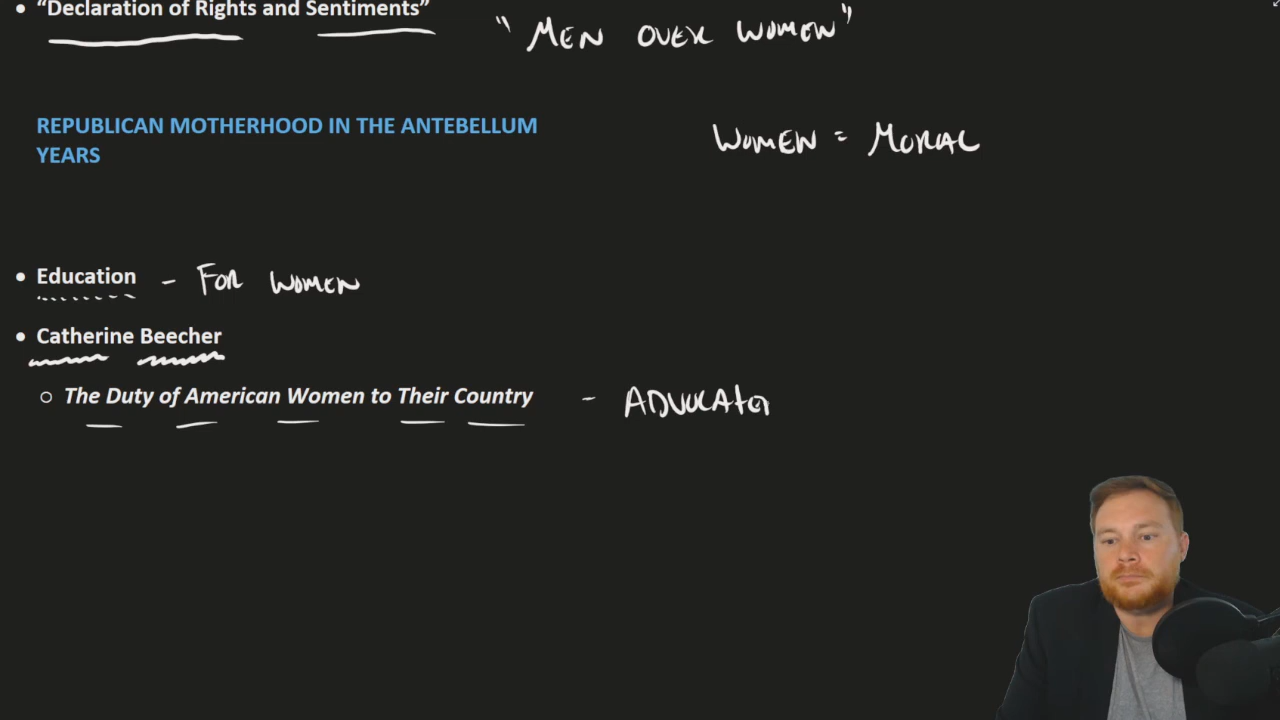 • "Declaration of Rights and Sentiments"
"MEN OVER WOMEN"
REPUBLICAN MOTHERHOOD IN THE ANTEBELLUM
YEARS
WOMEN = MORAL
• Education - FOR WOMEN
• Catherine Beecher
○ The Duty of American Women to Their Country - ADVOCATE